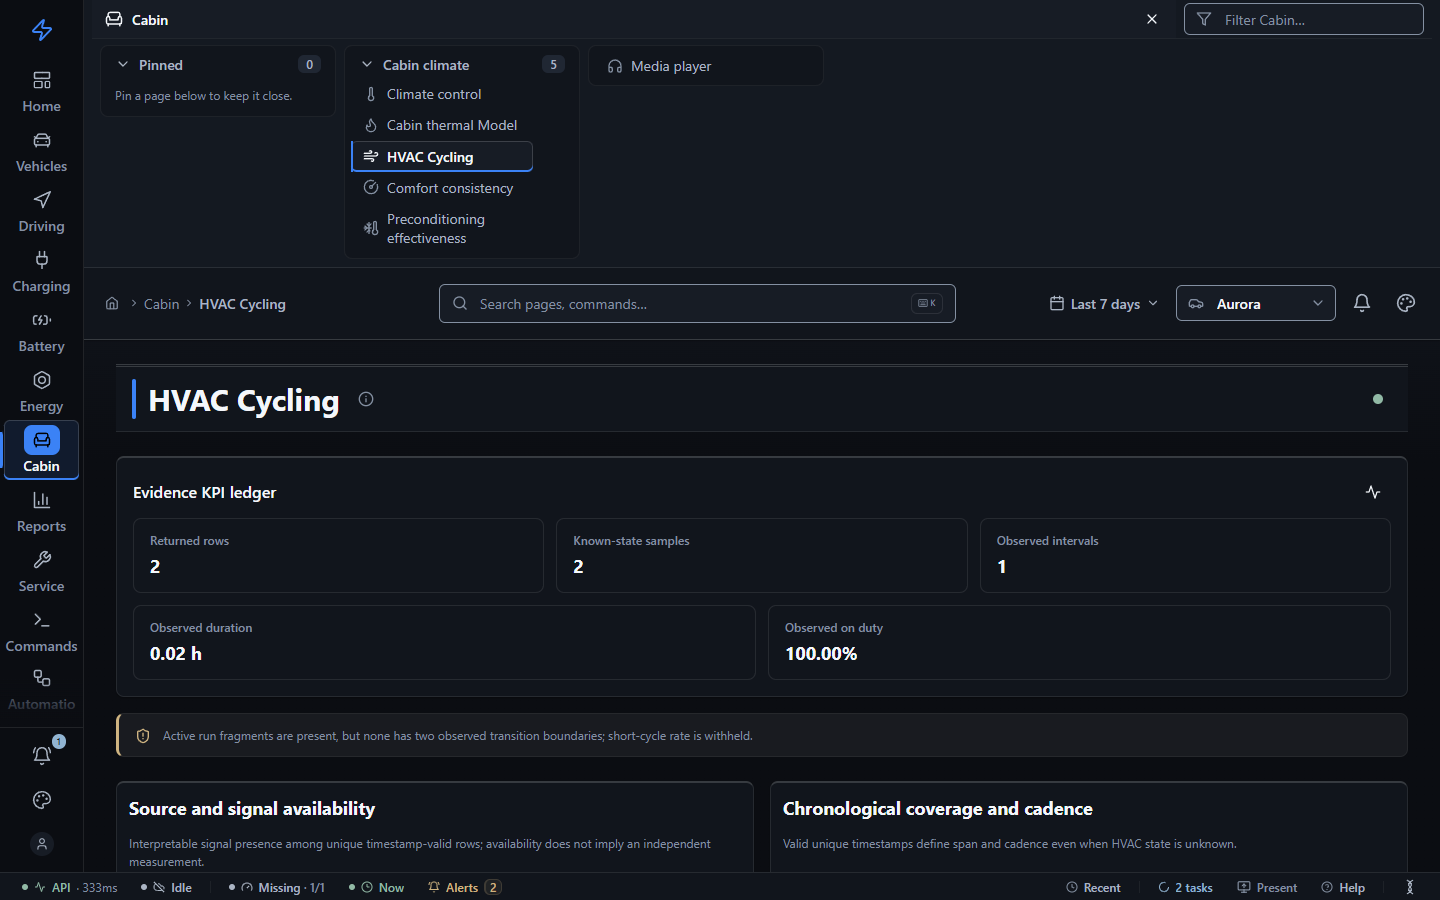 Cabin
Filter Cabin...
Pinned
0
Pin a page below to keep it close.
Cabin climate
5
Climate control
Cabin thermal Model
HVAC Cycling
Comfort consistency
Preconditioning
effectiveness
Media player
Home
Vehicles
Driving
Charging
Battery
Energy
Cabin
Reports
Service
Commands
Automatio
1
Cabin
HVAC Cycling
Search pages, commands...
K
Last 7 days
Aurora
HVAC Cycling
Evidence KPI ledger
Returned rows
2
Known-state samples
2
Observed intervals
1
Observed duration
0.02 h
Observed on duty
100.00%
Active run fragments are present, but none has two observed transition boundaries; short-cycle rate is withheld.
Source and signal availability
Interpretable signal presence among unique timestamp-valid rows; availability does not imply an independent
measurement.
Chronological coverage and cadence
Valid unique timestamps define span and cadence even when HVAC state is unknown.
API · 333ms
Idle
Missing · 1/1
Now
Alerts 2
Recent
2 tasks
Present
Help